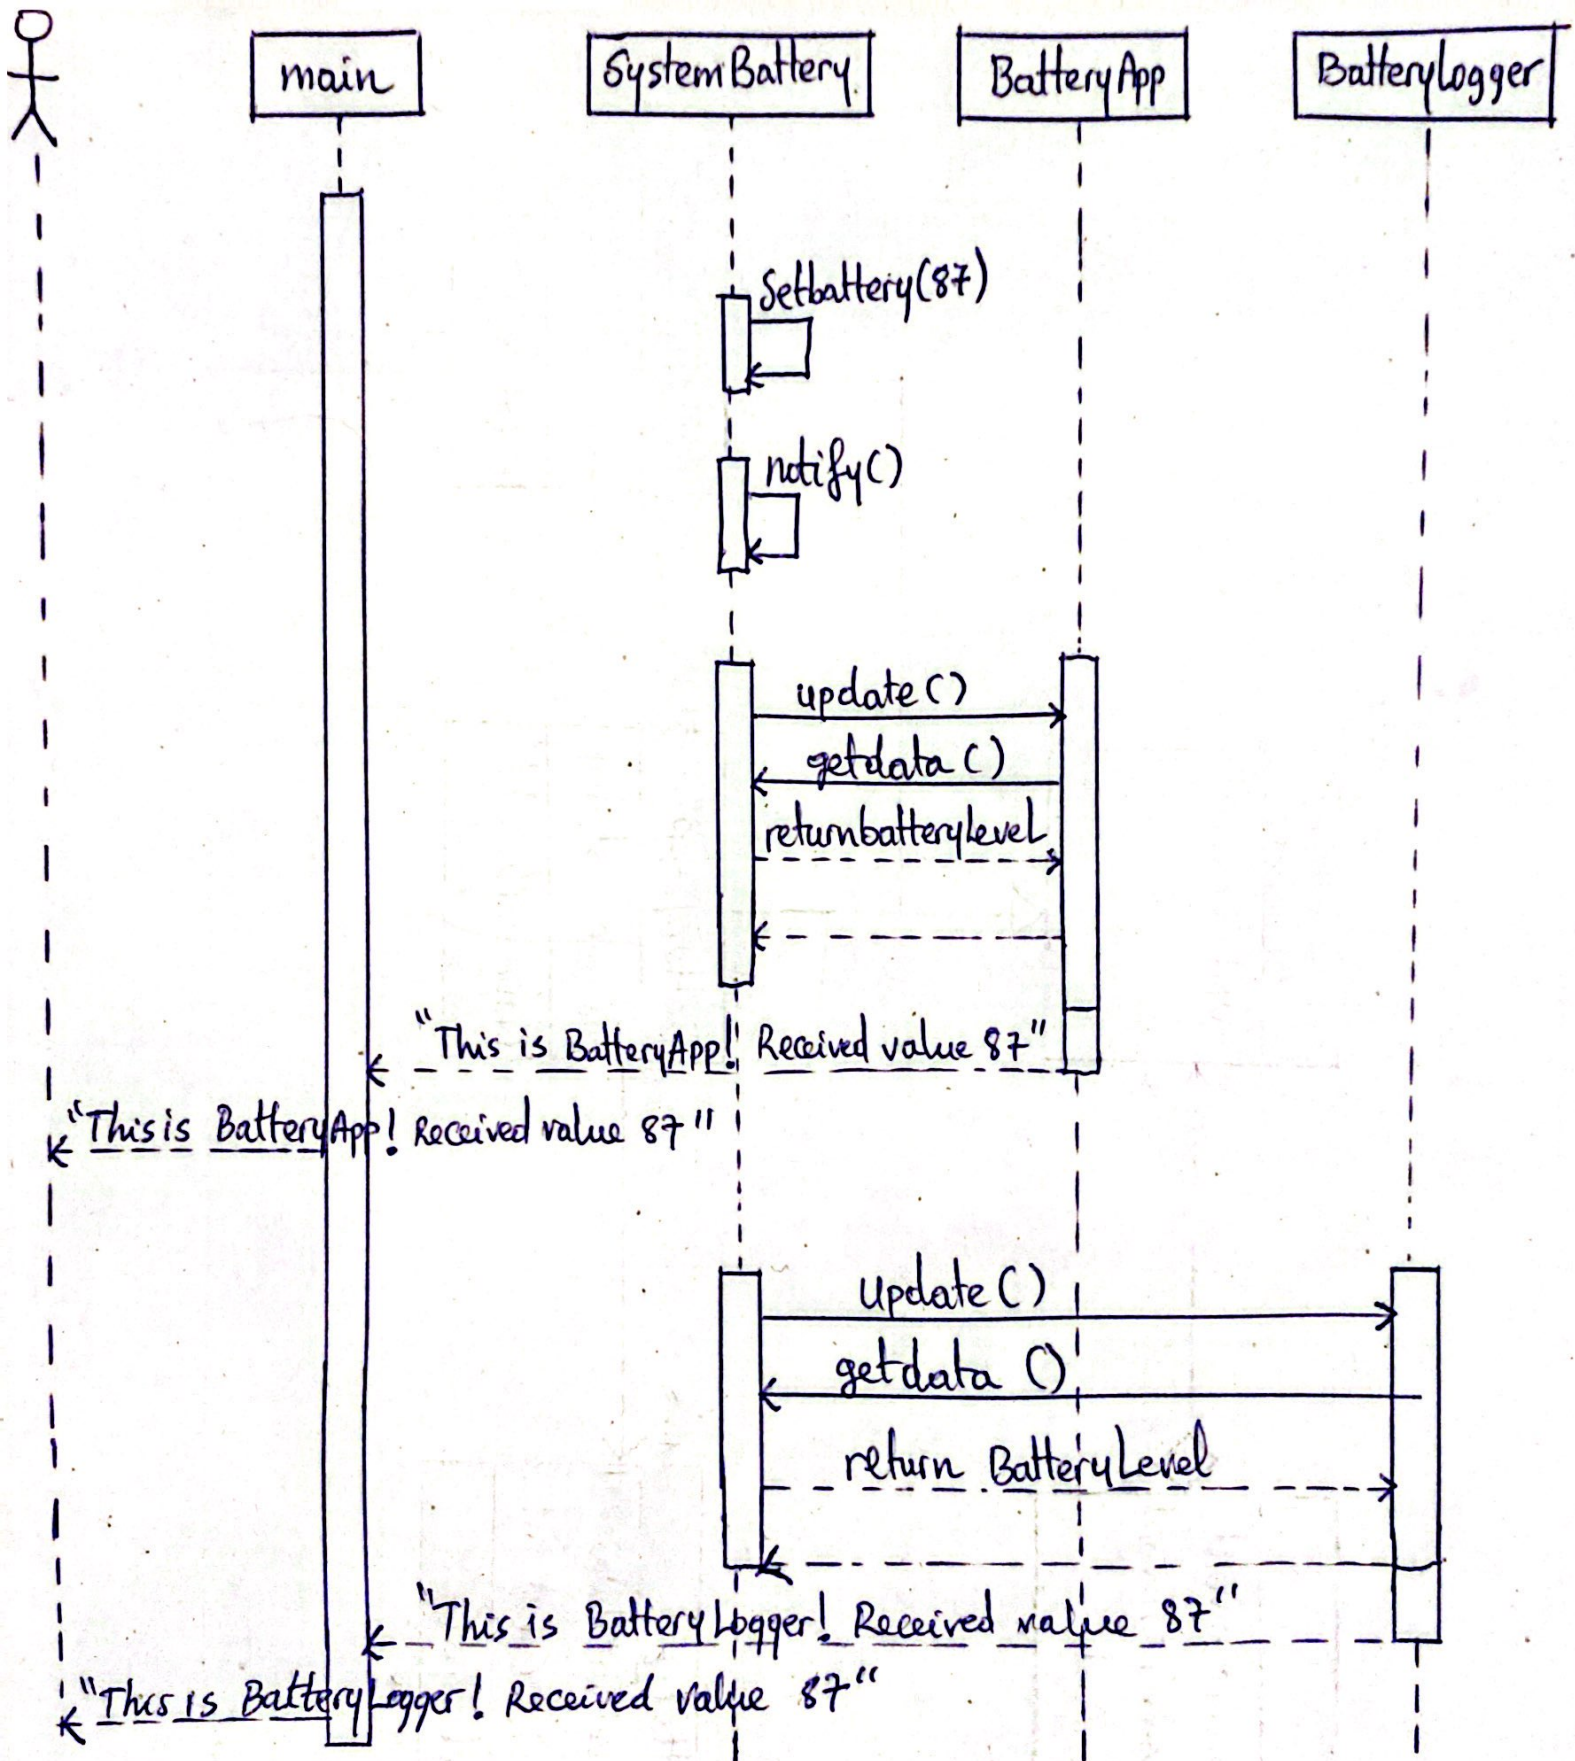 main
SystemBattery
BatteryApp
BatteryLogger
Setbattery(87)
notify()
update()
getdata()
returnbatteryLevel
"This is BatteryApp! Received value 87"
"This is BatteryApp! Received value 87"
Update()
getdata ()
return BatteryLevel
"This is BatteryLogger! Received value 87"
"This is BatteryLogger! Received value 87"